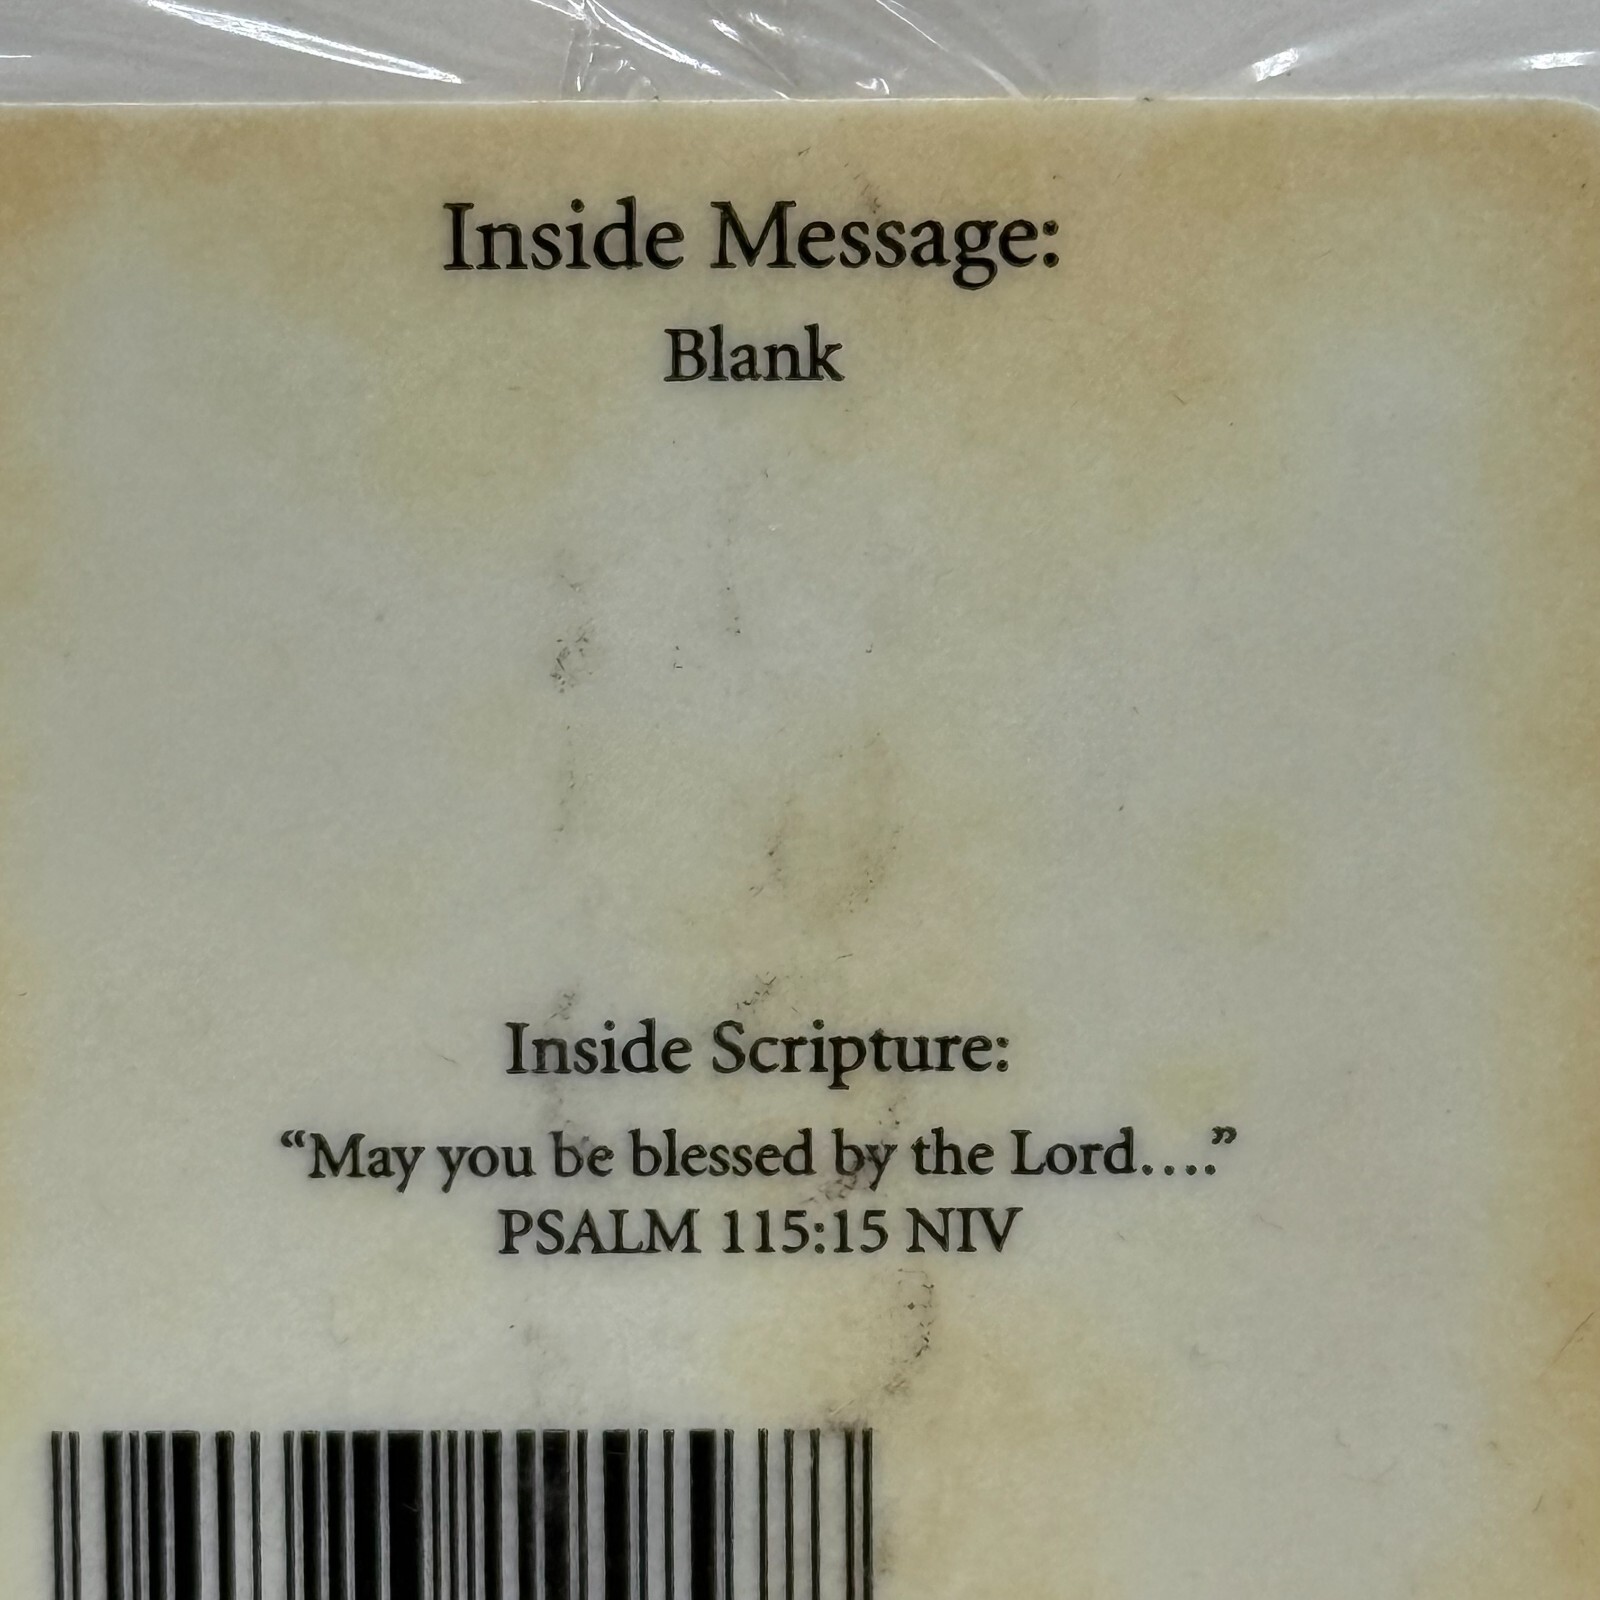 Inside Message:
Blank
Inside Scripture:
“May you be blessed by the Lord….”
PSALM 115:15 NIV